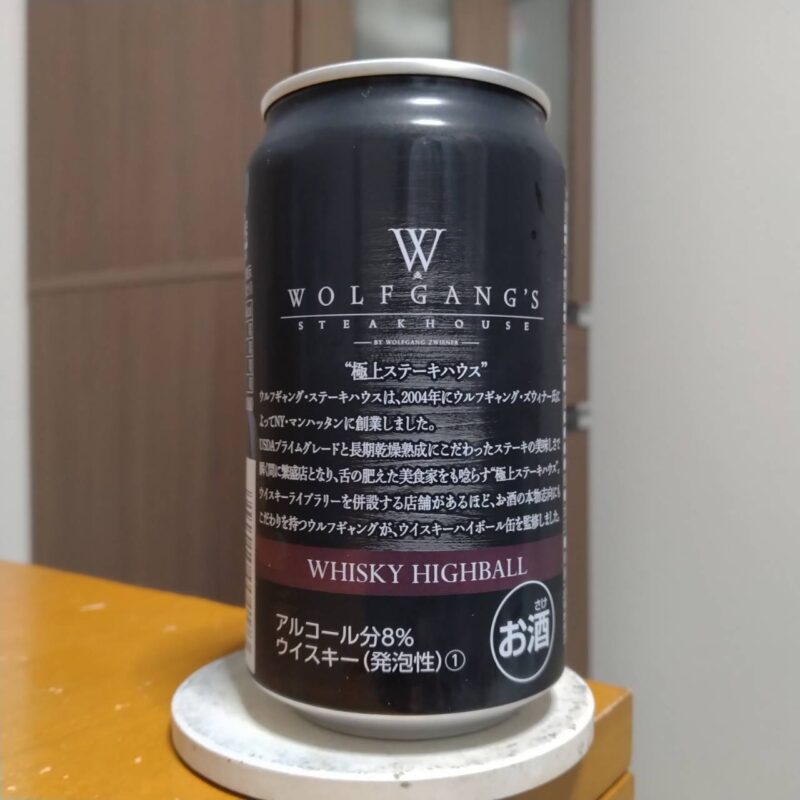 W
WOLFGANG'S
STEAKHOUSE
BY WOLFGANG ZWIENER
“極上ステーキハウス”
ウルフギャング・ステーキハウスは、2004年にウルフギャング・ズウィナー氏に
よってNY・マンハッタンに創業しました。
USDAプライムグレードと長期乾燥熟成にこだわったステーキの美味しさで
瞬く間に繁盛店となり、舌の肥えた美食家をも唸らす“極上ステーキハウス”。
ウイスキーライブラリーを併設する店舗があるほど、お酒の本物志向にも
こだわりを持つウルフギャングが、ウイスキーハイボール缶を監修しました。
WHISKY HIGHBALL
アルコール分8%
ウイスキー(発泡性)①
さけ
お酒